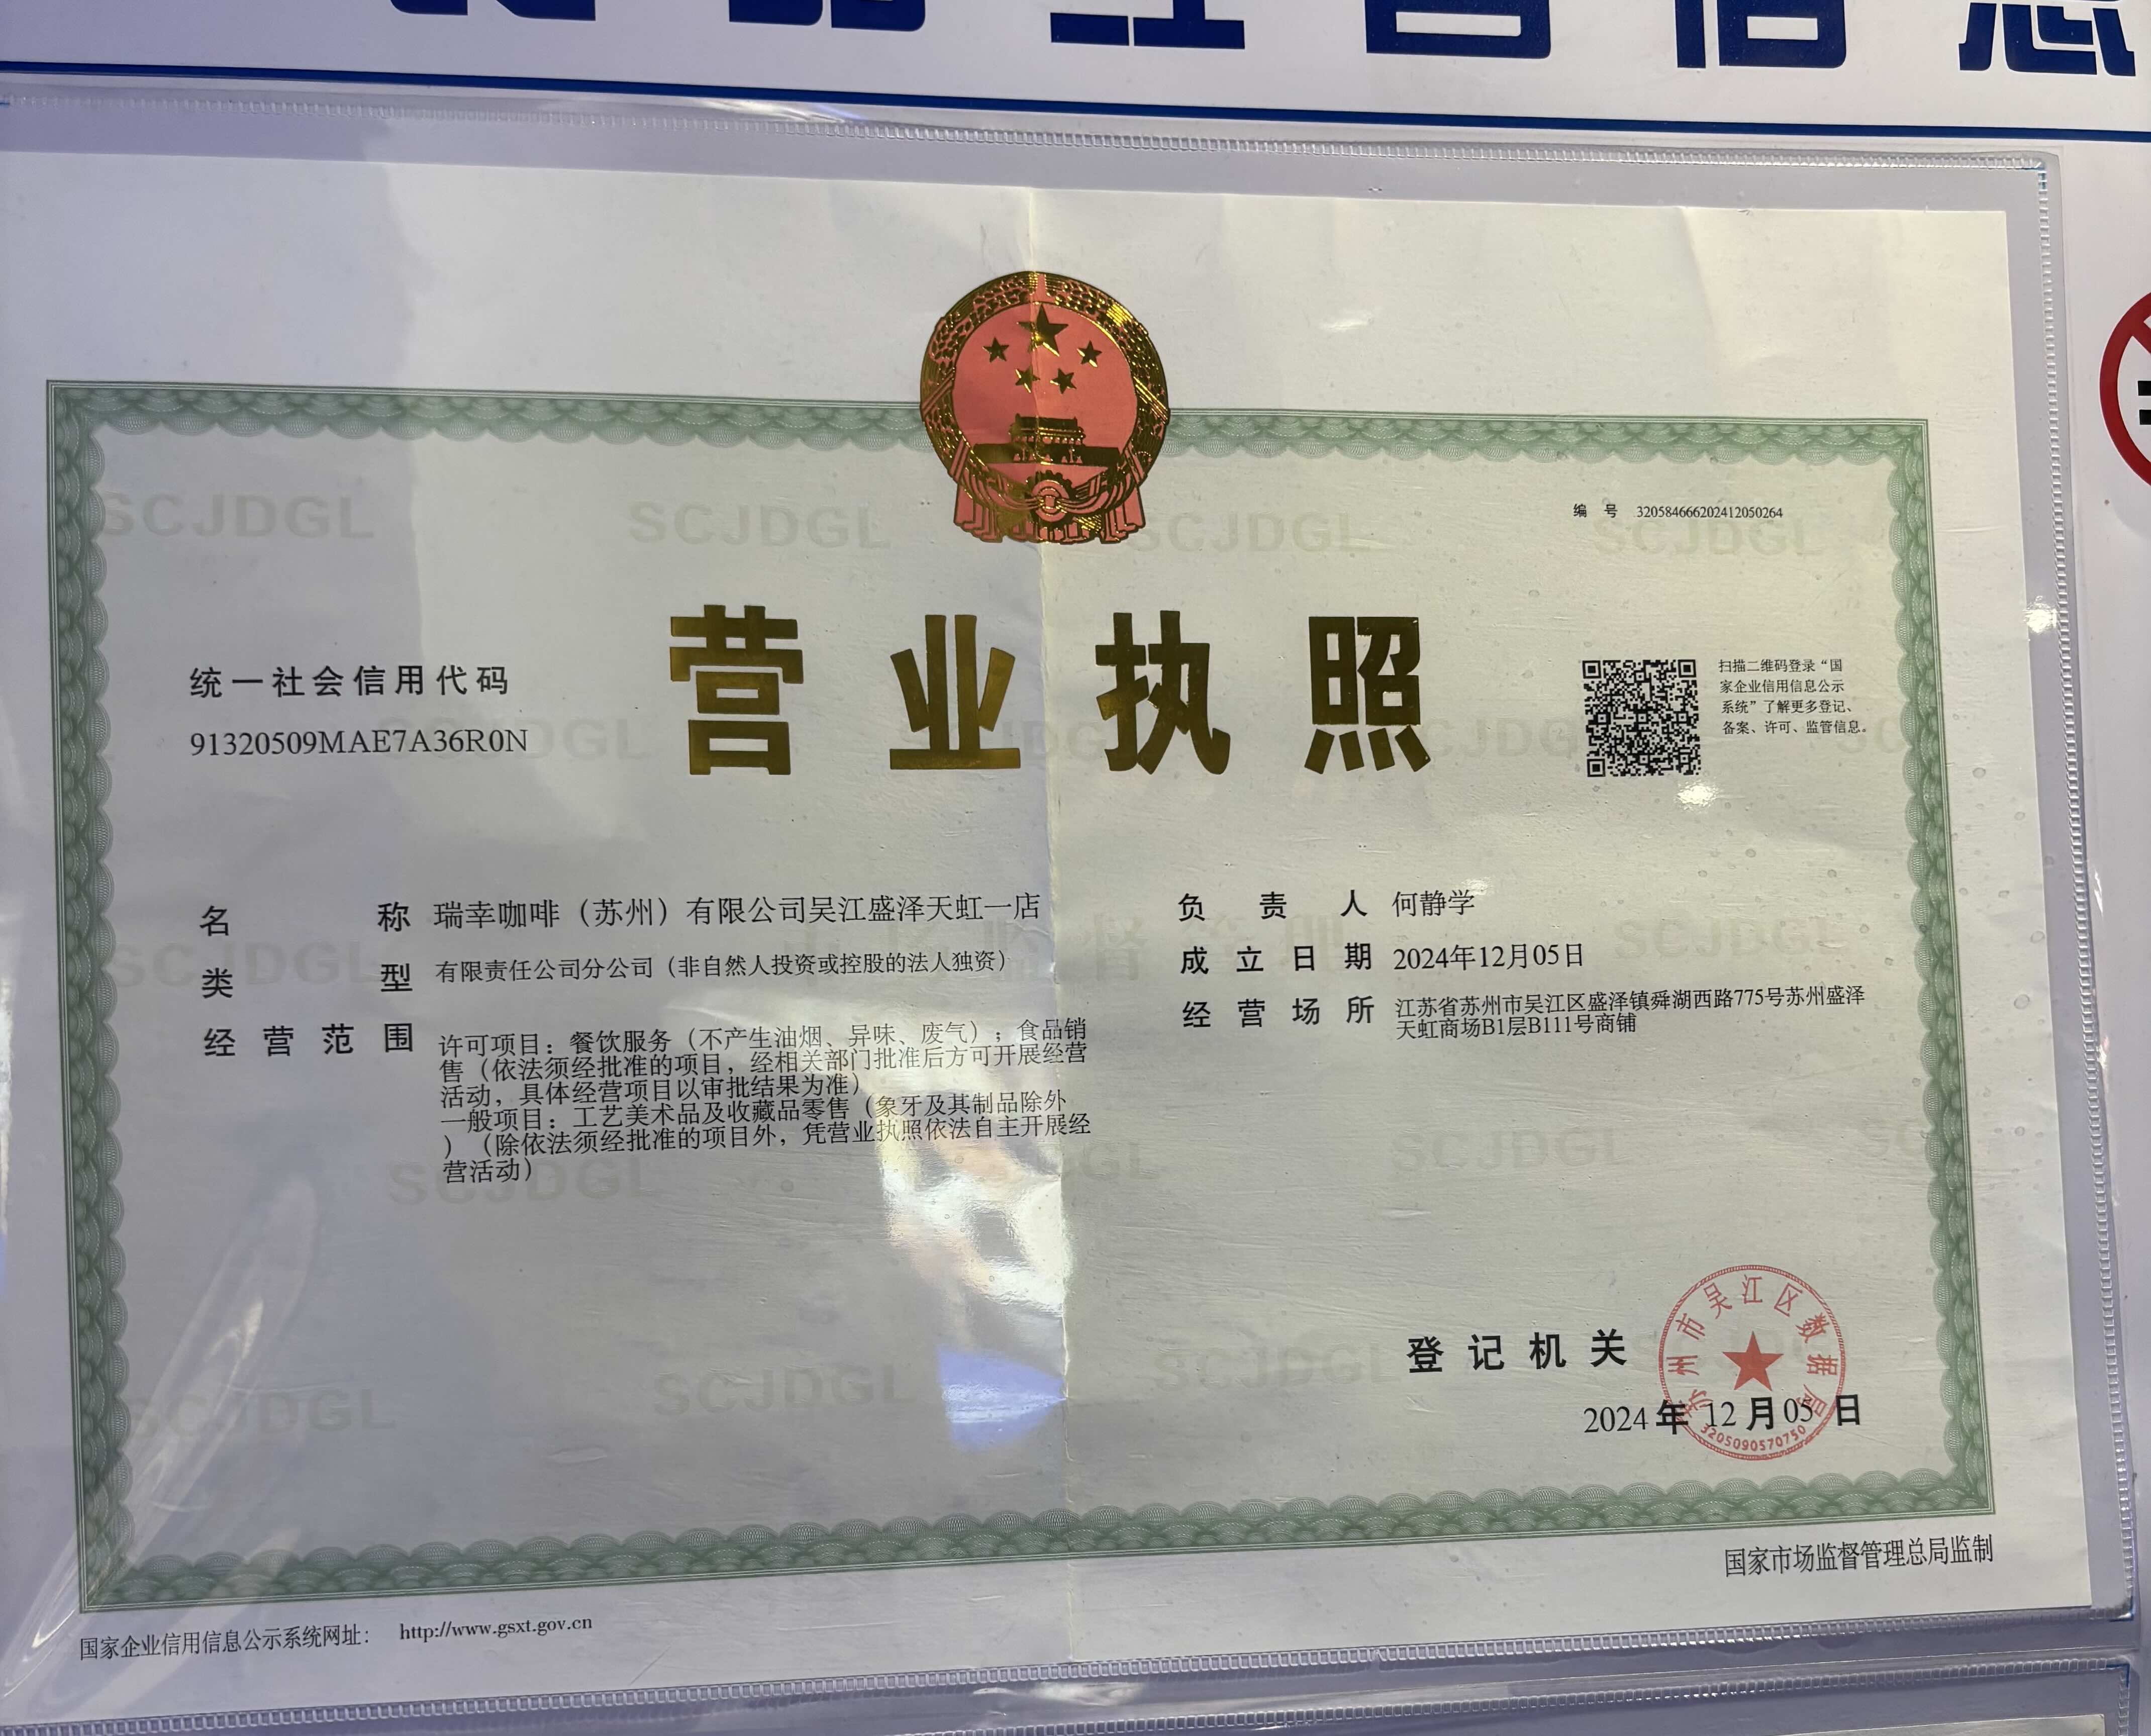 编号 320584666202412050264
营业执照
统一社会信用代码
91320509MAE7A36R0N
扫描二维码登录“国
家企业信用信息公示
系统”了解更多登记、
备案、许可、监管信息。
名称 瑞幸咖啡（苏州）有限公司吴江盛泽天虹一店
类型 有限责任公司分公司（非自然人投资或控股的法人独资）
经营范围 许可项目：餐饮服务（不产生油烟、异味、废气）；食品销
售（依法须经批准的项目，经相关部门批准后方可开展经营
活动，具体经营项目以审批结果为准）
一般项目：工艺美术品及收藏品零售（象牙及其制品除外
）（除依法须经批准的项目外，凭营业执照依法自主开展经
营活动）
负责人 何静学
成立日期 2024年12月05日
经营场所 江苏省苏州市吴江区盛泽镇舜湖西路775号苏州盛泽
天虹商场B1层B111号商铺
登记机关
苏州市吴江区数据局
3205090570750
2024年12月05日
国家市场监督管理总局监制
国家企业信用信息公示系统网址： http://www.gsxt.gov.cn
SCJDGL